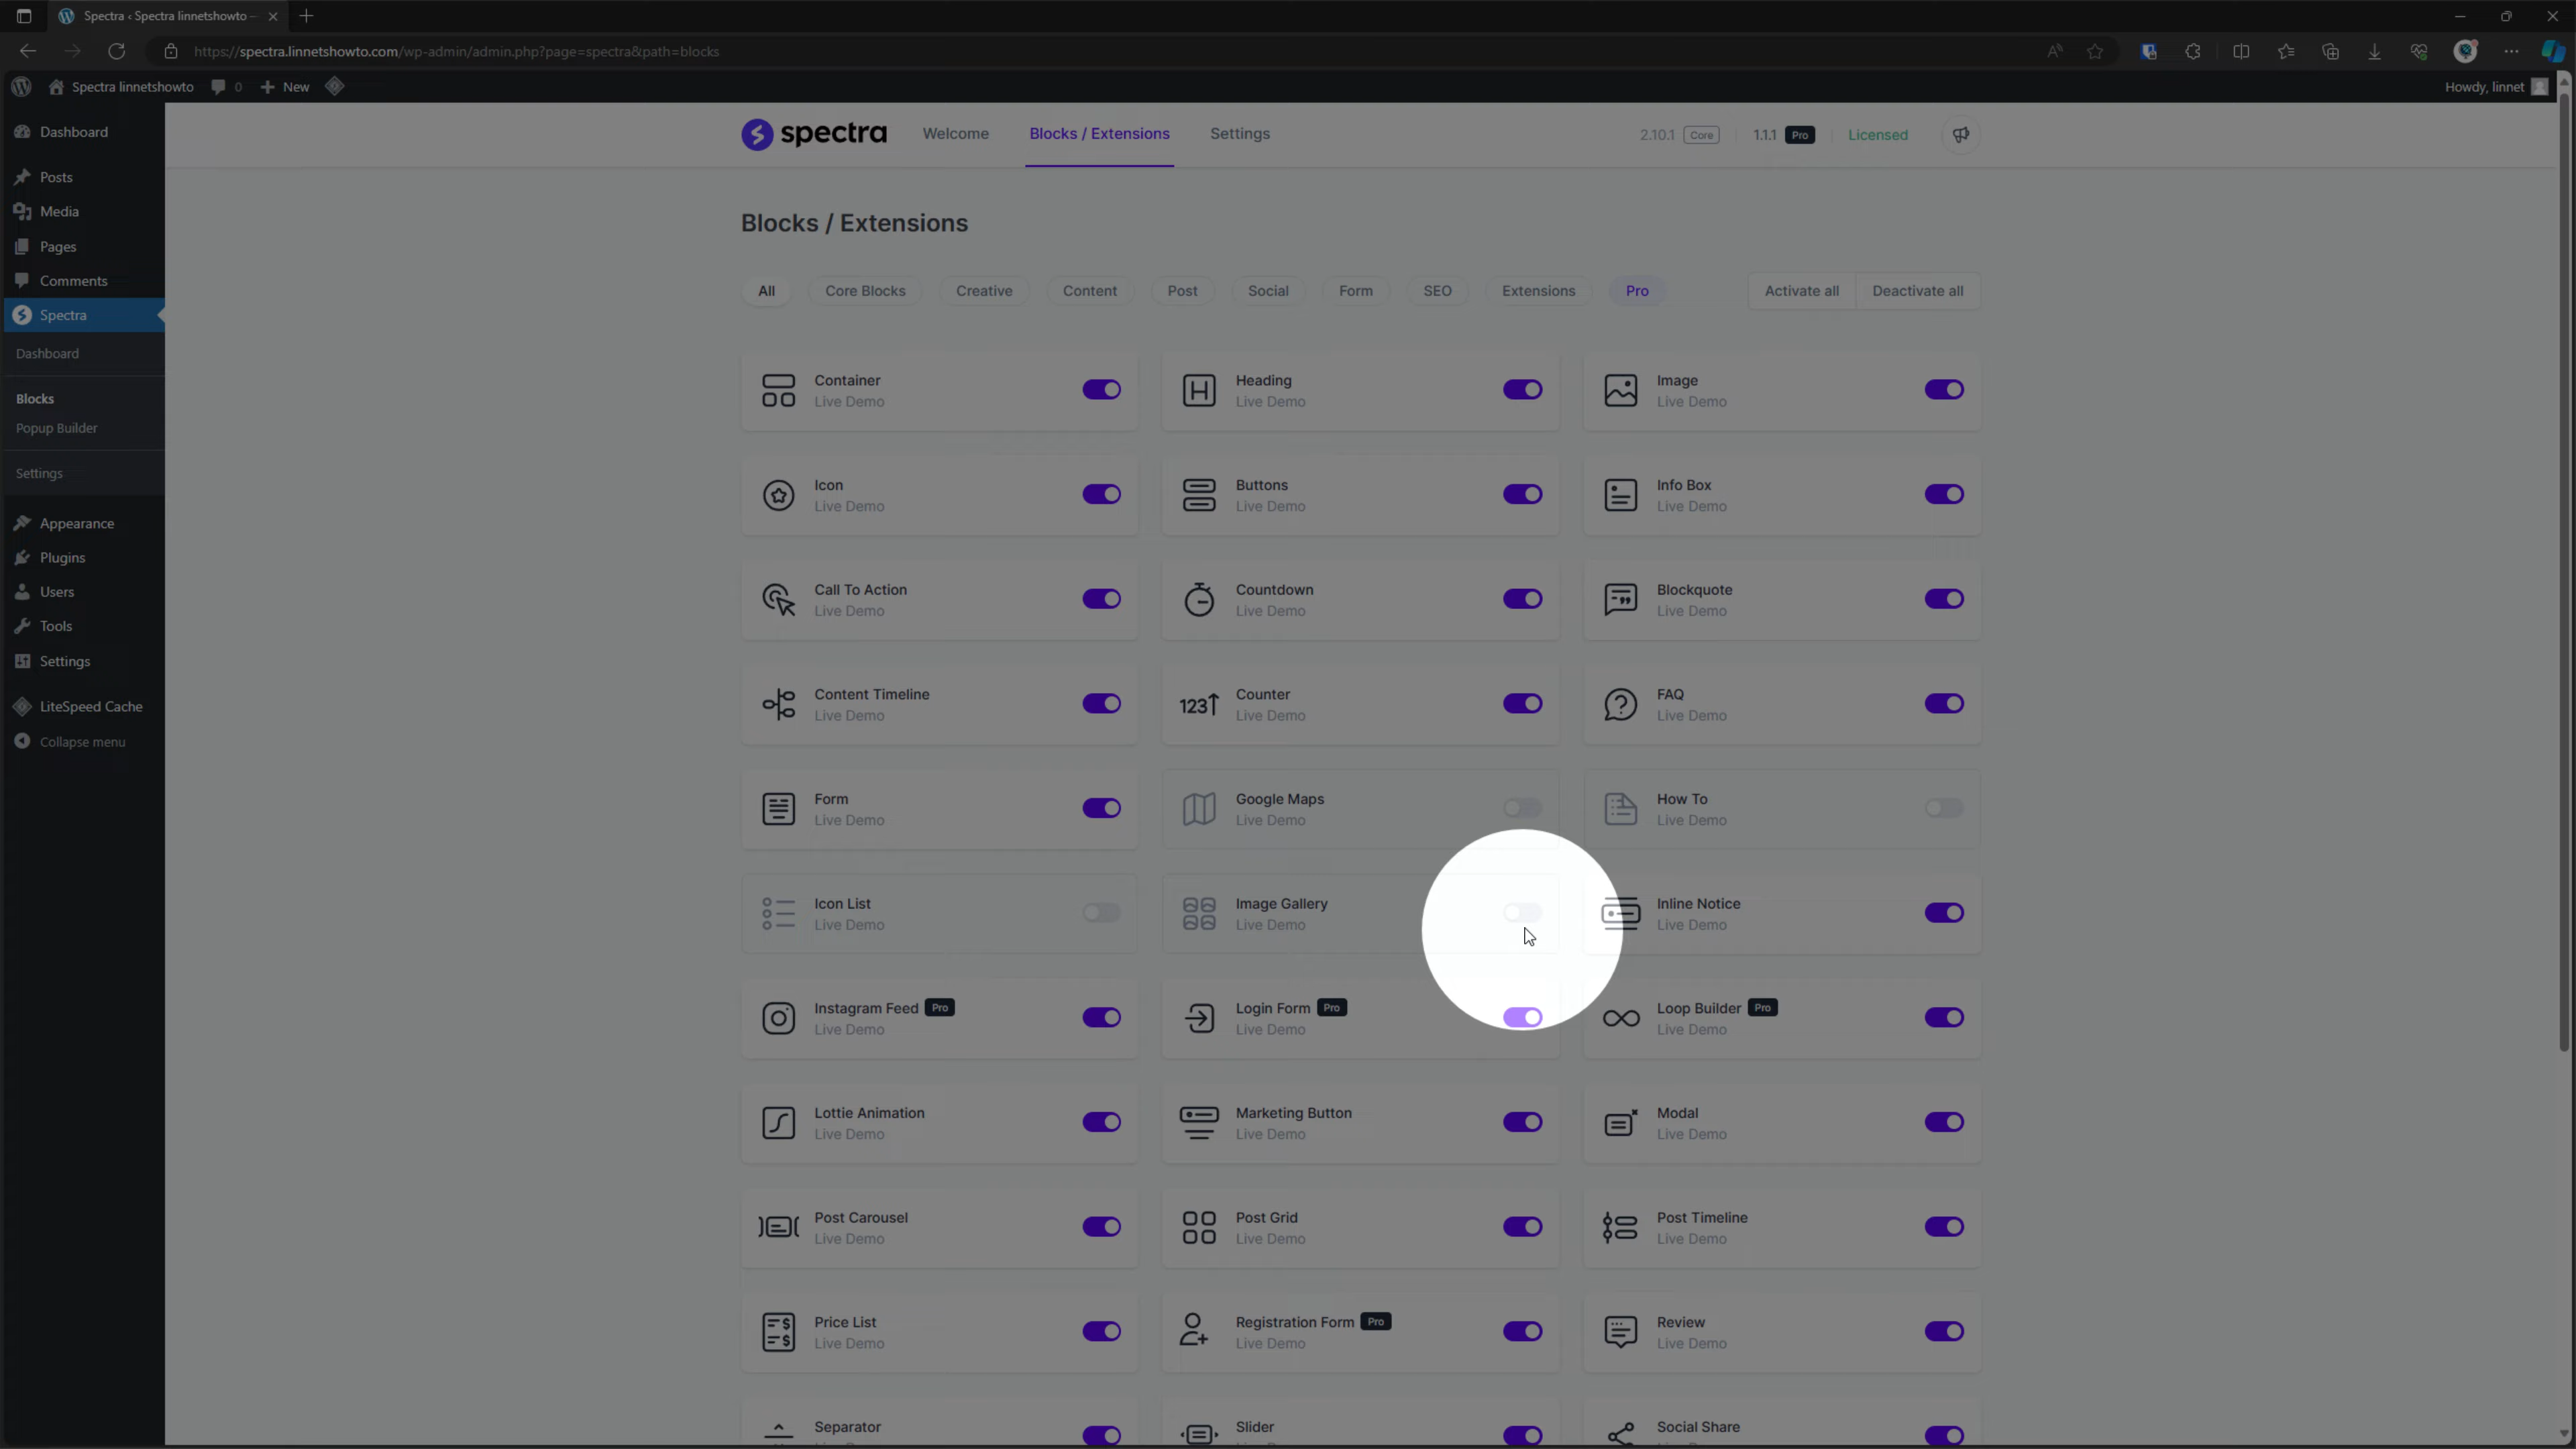 Spectra ‹ Spectra linnetshowto —
https://spectra.linnetshowto.com/wp-admin/admin.php?page=spectra&path=blocks
Spectra linnetshowto 0 New
Howdy, linnet
Dashboard
Posts
Media
Pages
Comments
Spectra
Dashboard
Blocks
Popup Builder
Settings
Appearance
Plugins
Users
Tools
Settings
LiteSpeed Cache
Collapse menu
spectra Welcome Blocks / Extensions Settings 2.10.1 Core 1.1.1 Pro Licensed
Blocks / Extensions
All Core Blocks Creative Content Post Social Form SEO Extensions Pro Activate all Deactivate all
Container Heading Image
Live Demo Live Demo Live Demo
Icon Buttons Info Box
Live Demo Live Demo Live Demo
Call To Action Countdown Blockquote
Live Demo Live Demo Live Demo
Content Timeline 123 Counter FAQ
Live Demo Live Demo Live Demo
Form Google Maps How To
Live Demo Live Demo Live Demo
Icon List Image Gallery Inline Notice
Live Demo Live Demo Live Demo
Instagram Feed Pro Login Form Pro Loop Builder Pro
Live Demo Live Demo Live Demo
Lottie Animation Marketing Button Modal
Live Demo Live Demo Live Demo
Post Carousel Post Grid Post Timeline
Live Demo Live Demo Live Demo
Price List Registration Form Pro Review
Live Demo Live Demo Live Demo
Separator Slider Social Share